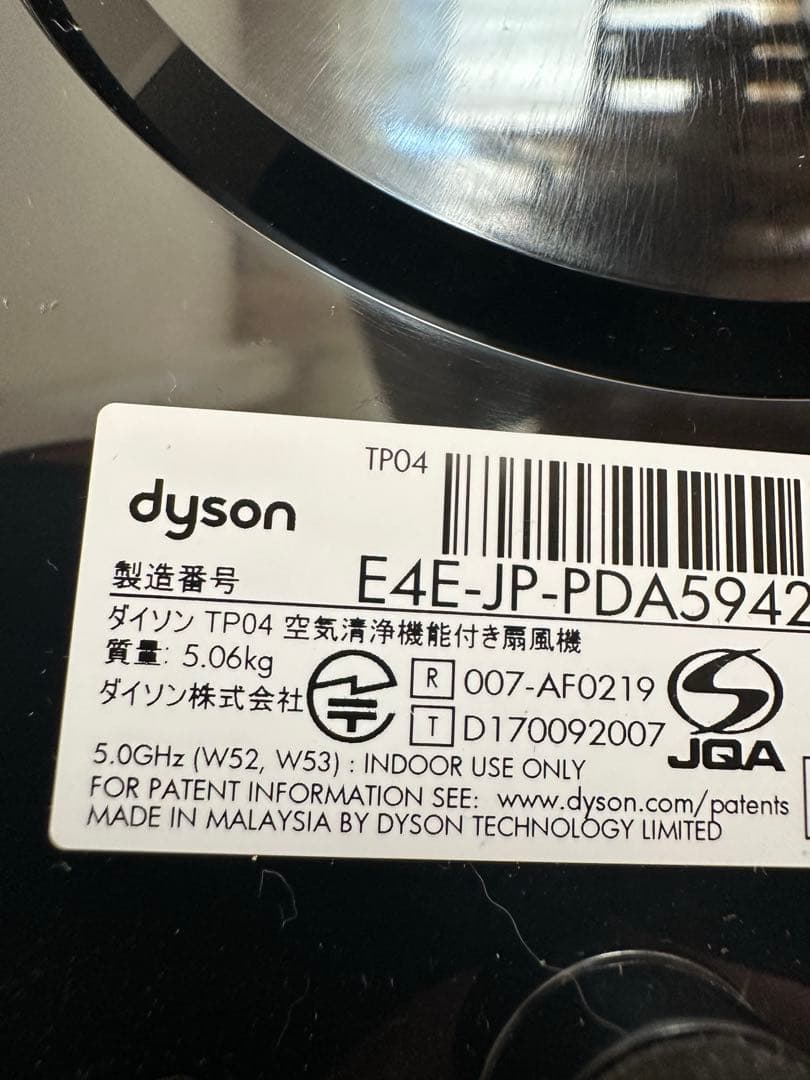 TP04
dyson
製造番号 E4E-JP-PDA5942
ダイソン TP04 空気清浄機能付き扇風機
質量: 5.06kg
ダイソン株式会社
R 007-AF0219
T D170092007
JQA
5.0GHz (W52, W53) : INDOOR USE ONLY
FOR PATENT INFORMATION SEE: www.dyson.com/patents
MADE IN MALAYSIA BY DYSON TECHNOLOGY LIMITED